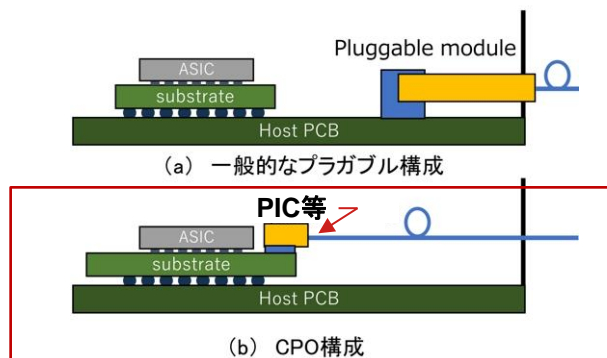 Pluggable module
ASIC
substrate
Host PCB
(a) 一般的なプラガブル構成
PIC等
ASIC
substrate
Host PCB
(b) CPO構成